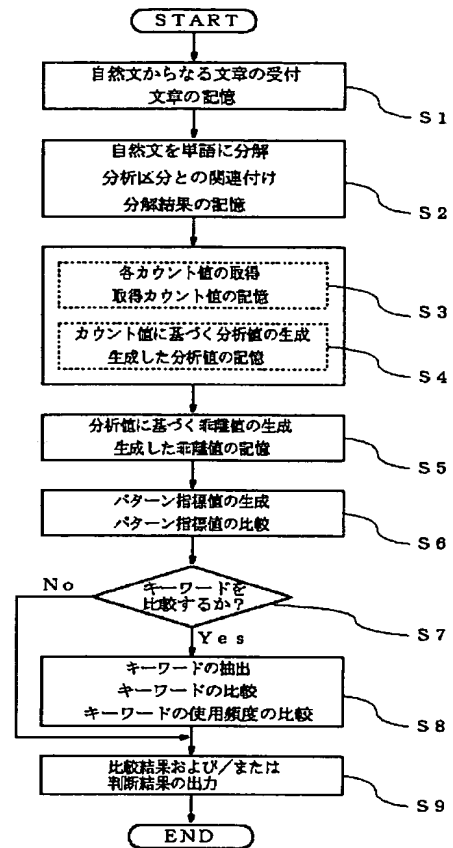 START
自然文からなる文章の受付
文章の記憶
S1
自然文を単語に分解
分析区分との関連付け
分解結果の記憶
S2
各カウント値の取得
取得カウント値の記憶
S3
カウント値に基づく分析値の生成
生成した分析値の記憶
S4
分析値に基づく乖離値の生成
生成した乖離値の記憶
S5
パターン指標値の生成
パターン指標値の比較
S6
キーワードを
比較するか?
No
S7
Yes
キーワードの抽出
キーワードの比較
キーワードの使用頻度の比較
S8
比較結果および/または
判断結果の出力
S9
END